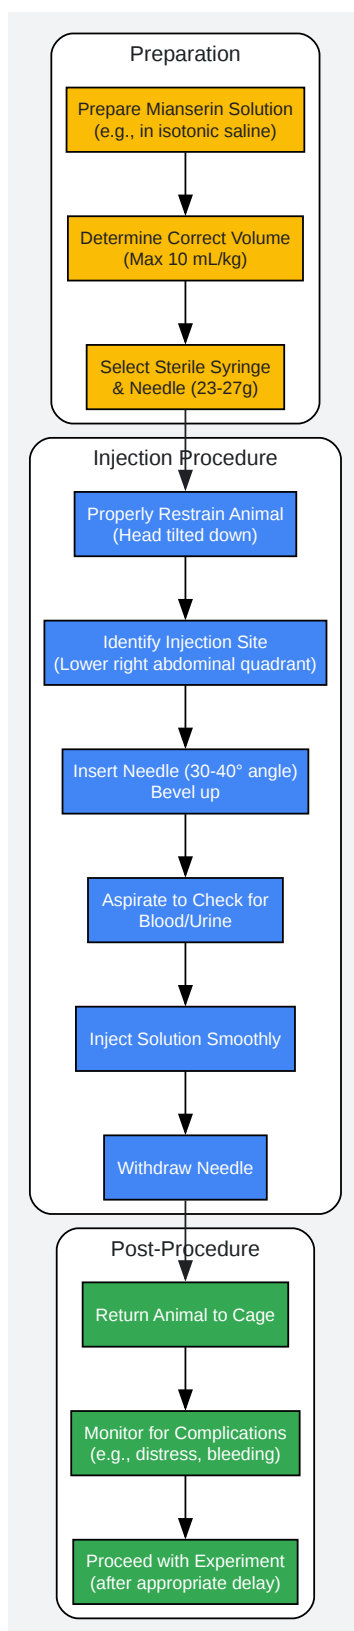 Preparation
Prepare Mianserin Solution
(e.g., in isotonic saline)
Determine Correct Volume
(Max 10 mL/kg)
Select Sterile Syringe
& Needle (23-27g)
Injection Procedure
Properly Restrain Animal
(Head tilted down)
Identify Injection Site
(Lower right abdominal quadrant)
Insert Needle (30-40° angle)
Bevel up
Aspirate to Check for
Blood/Urine
Inject Solution Smoothly
Withdraw Needle
Post-Procedure
Return Animal to Cage
Monitor for Complications
(e.g., distress, bleeding)
Proceed with Experiment
(after appropriate delay)